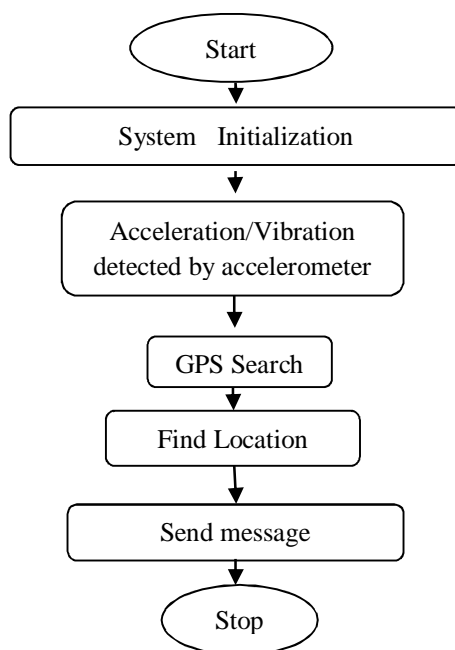 Start
System Initialization
Acceleration/Vibration
detected by accelerometer
GPS Search
Find Location
Send message
Stop